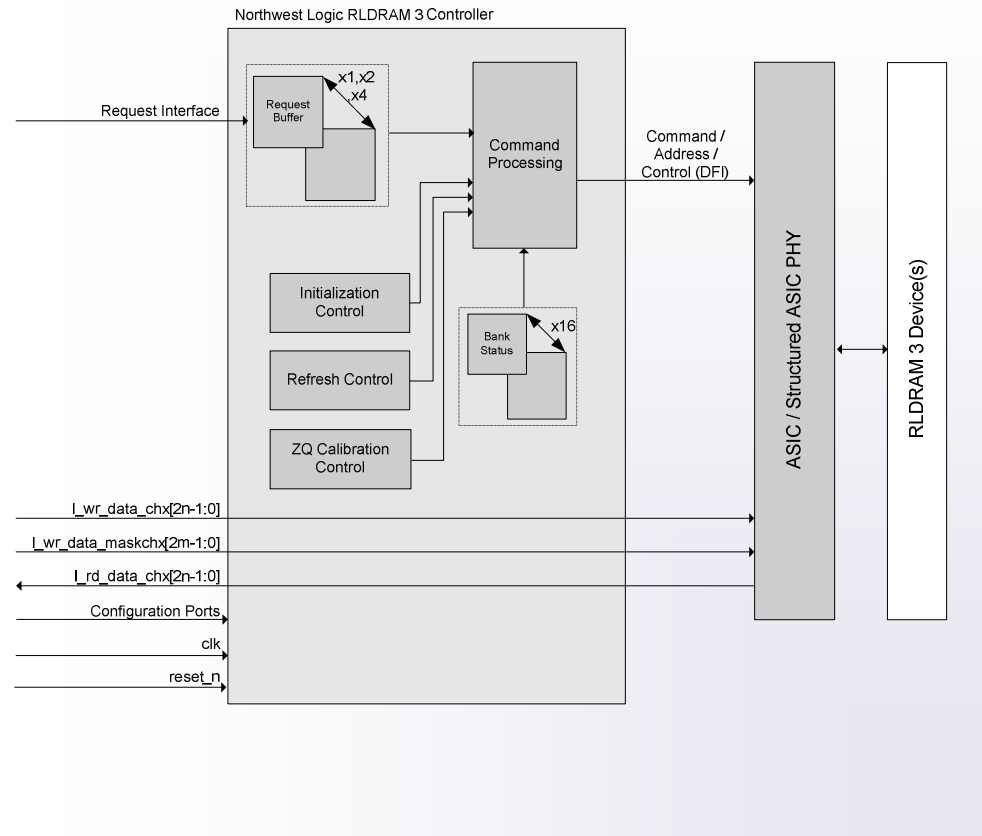 Northwest Logic RLDRAM 3 Controller
x1,x2
,x4
Request
Buffer
Request Interface
Command
Processing
Command /
Address /
Control (DFI)
Initialization
Control
Bank
Status
x16
Refresh Control
ZQ Calibration
Control
ASIC / Structured ASIC PHY
RLDRAM 3 Device(s)
l_wr_data_chx[2n-1:0]
l_wr_data_maskchx[2m-1:0]
l_rd_data_chx[2n-1:0]
Configuration Ports
clk
reset_n